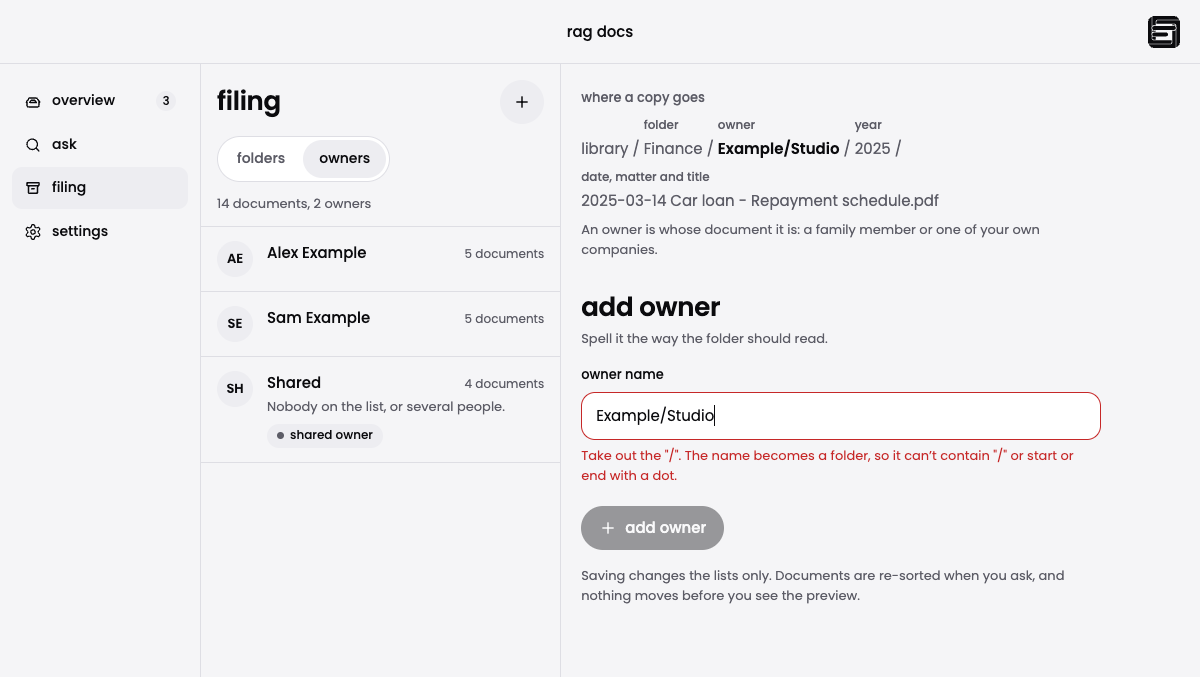 rag docs
overview 3
ask
filing
settings
filing
+
folders owners
14 documents, 2 owners
AE Alex Example 5 documents
SE Sam Example 5 documents
SH Shared 4 documents
Nobody on the list, or several people.
shared owner
where a copy goes
folder owner year
library / Finance / Example/Studio / 2025 /
date, matter and title
2025-03-14 Car loan - Repayment schedule.pdf
An owner is whose document it is: a family member or one of your own
companies.
add owner
Spell it the way the folder should read.
owner name
Example/Studio
Take out the "/". The name becomes a folder, so it can’t contain "/" or start or
end with a dot.
+ add owner
Saving changes the lists only. Documents are re-sorted when you ask, and
nothing moves before you see the preview.